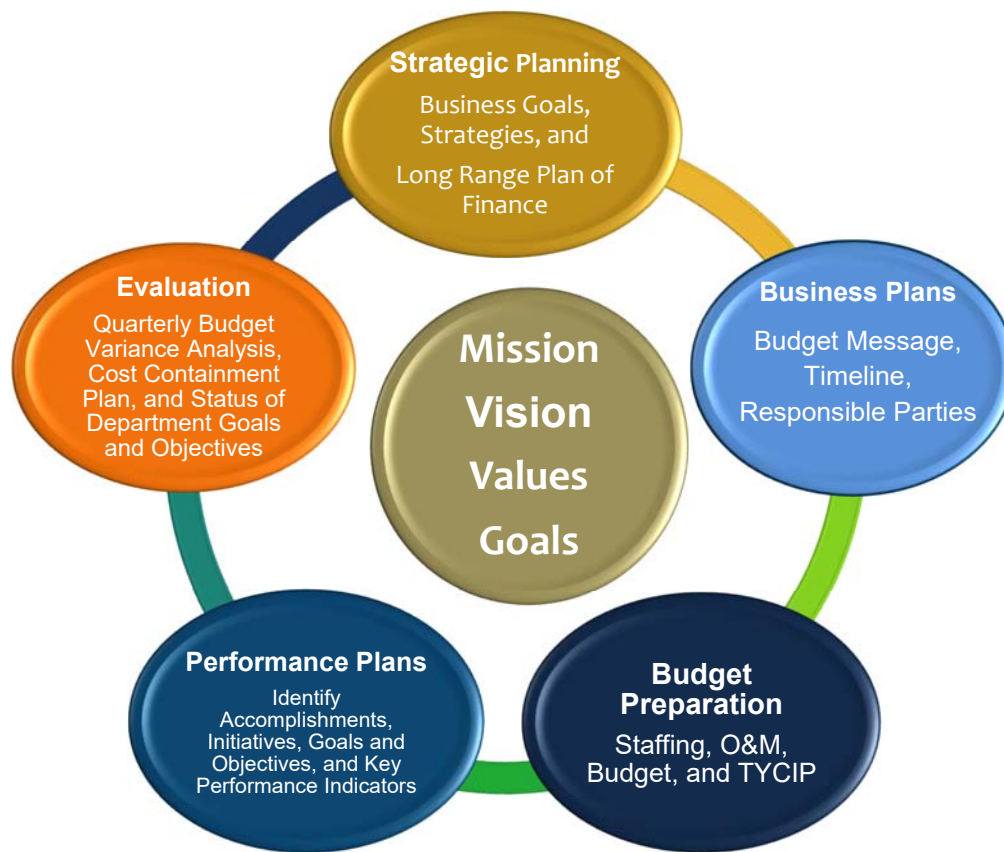 Strategic Planning
Business Goals,
Strategies, and
Long Range Plan of
Finance
Business Plans
Budget Message,
Timeline,
Responsible Parties
Budget
Preparation
Staffing, O&M,
Budget, and TYCIP
Performance Plans
Identify
Accomplishments,
Initiatives, Goals and
Objectives, and Key
Performance Indicators
Evaluation
Quarterly Budget
Variance Analysis,
Cost Containment
Plan, and Status of
Department Goals
and Objectives
Mission
Vision
Values
Goals